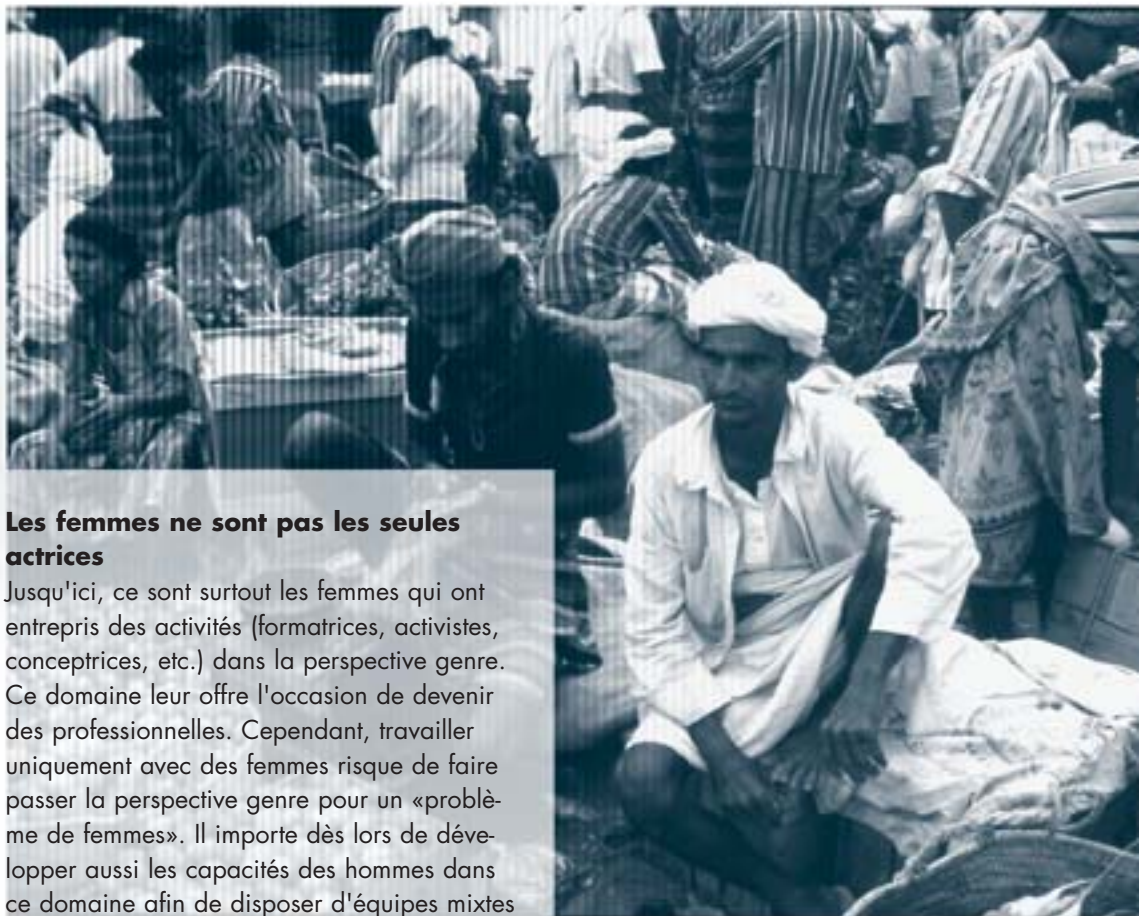 Les femmes ne sont pas les seules
actrices
Jusqu'ici, ce sont surtout les femmes qui ont
entrepris des activités (formatrices, activistes,
conceptrices, etc.) dans la perspective genre.
Ce domaine leur offre l'occasion de devenir
des professionnelles. Cependant, travailler
uniquement avec des femmes risque de faire
passer la perspective genre pour un «problè-
me de femmes». Il importe dès lors de déve-
lopper aussi les capacités des hommes dans
ce domaine afin de disposer d'équipes mixtes